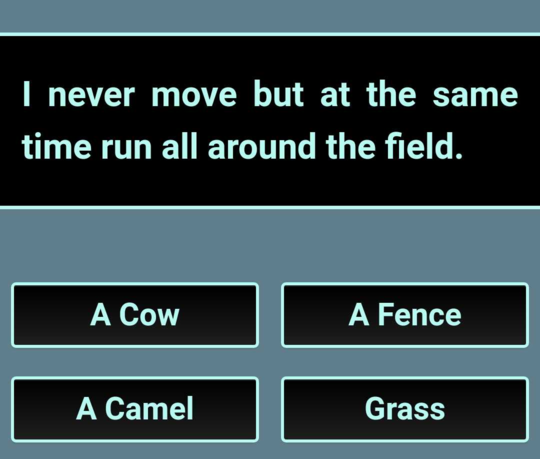 I never move but at the same
time run all around the field.
A Cow
A Fence
A Camel
Grass